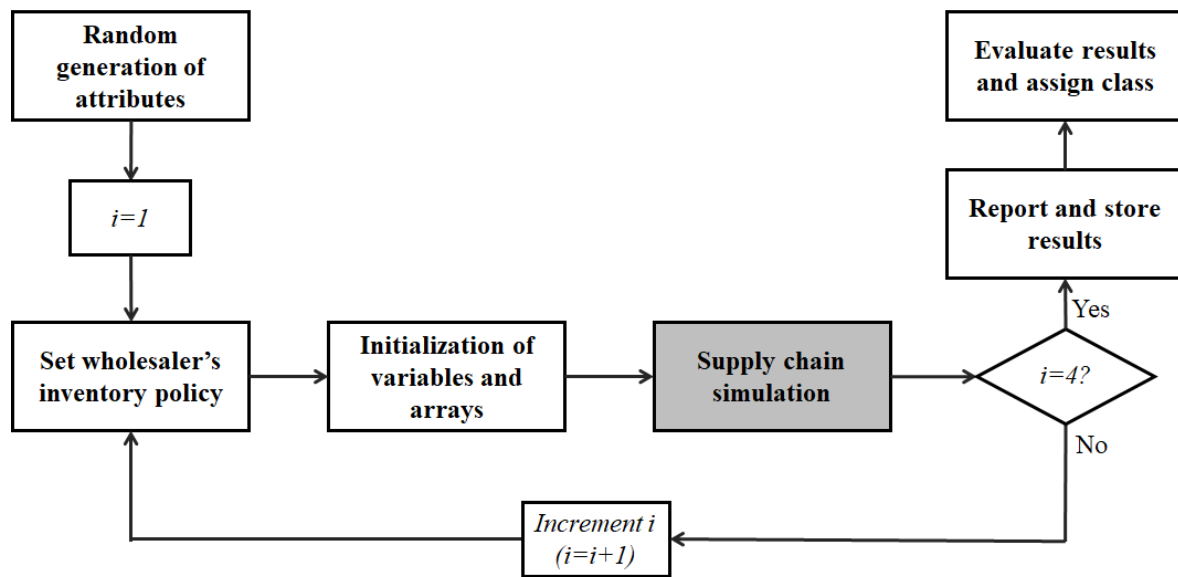 Random
generation of
attributes
i=1
Set wholesaler’s
inventory policy
Initialization of
variables and
arrays
Supply chain
simulation
i=4?
Yes
No
Report and store
results
Evaluate results
and assign class
Increment i
(i=i+1)